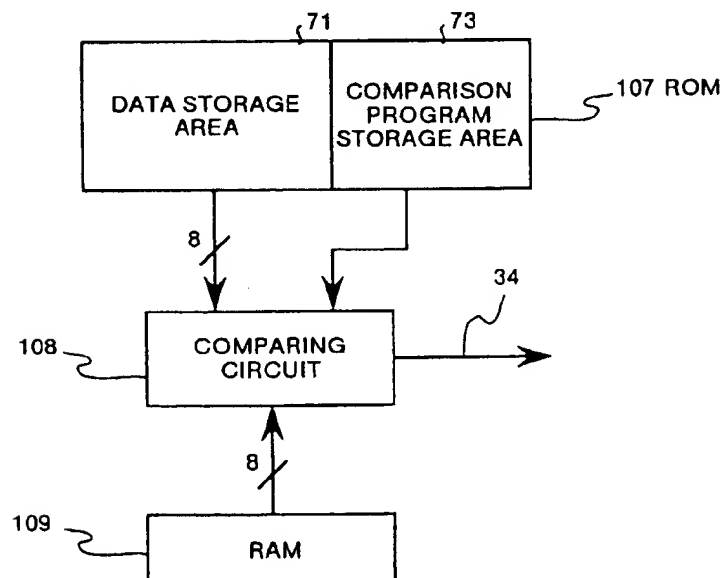 71
73
DATA STORAGE
AREA
COMPARISON
PROGRAM
STORAGE AREA
107 ROM
8
34
108
COMPARING
CIRCUIT
8
109
RAM